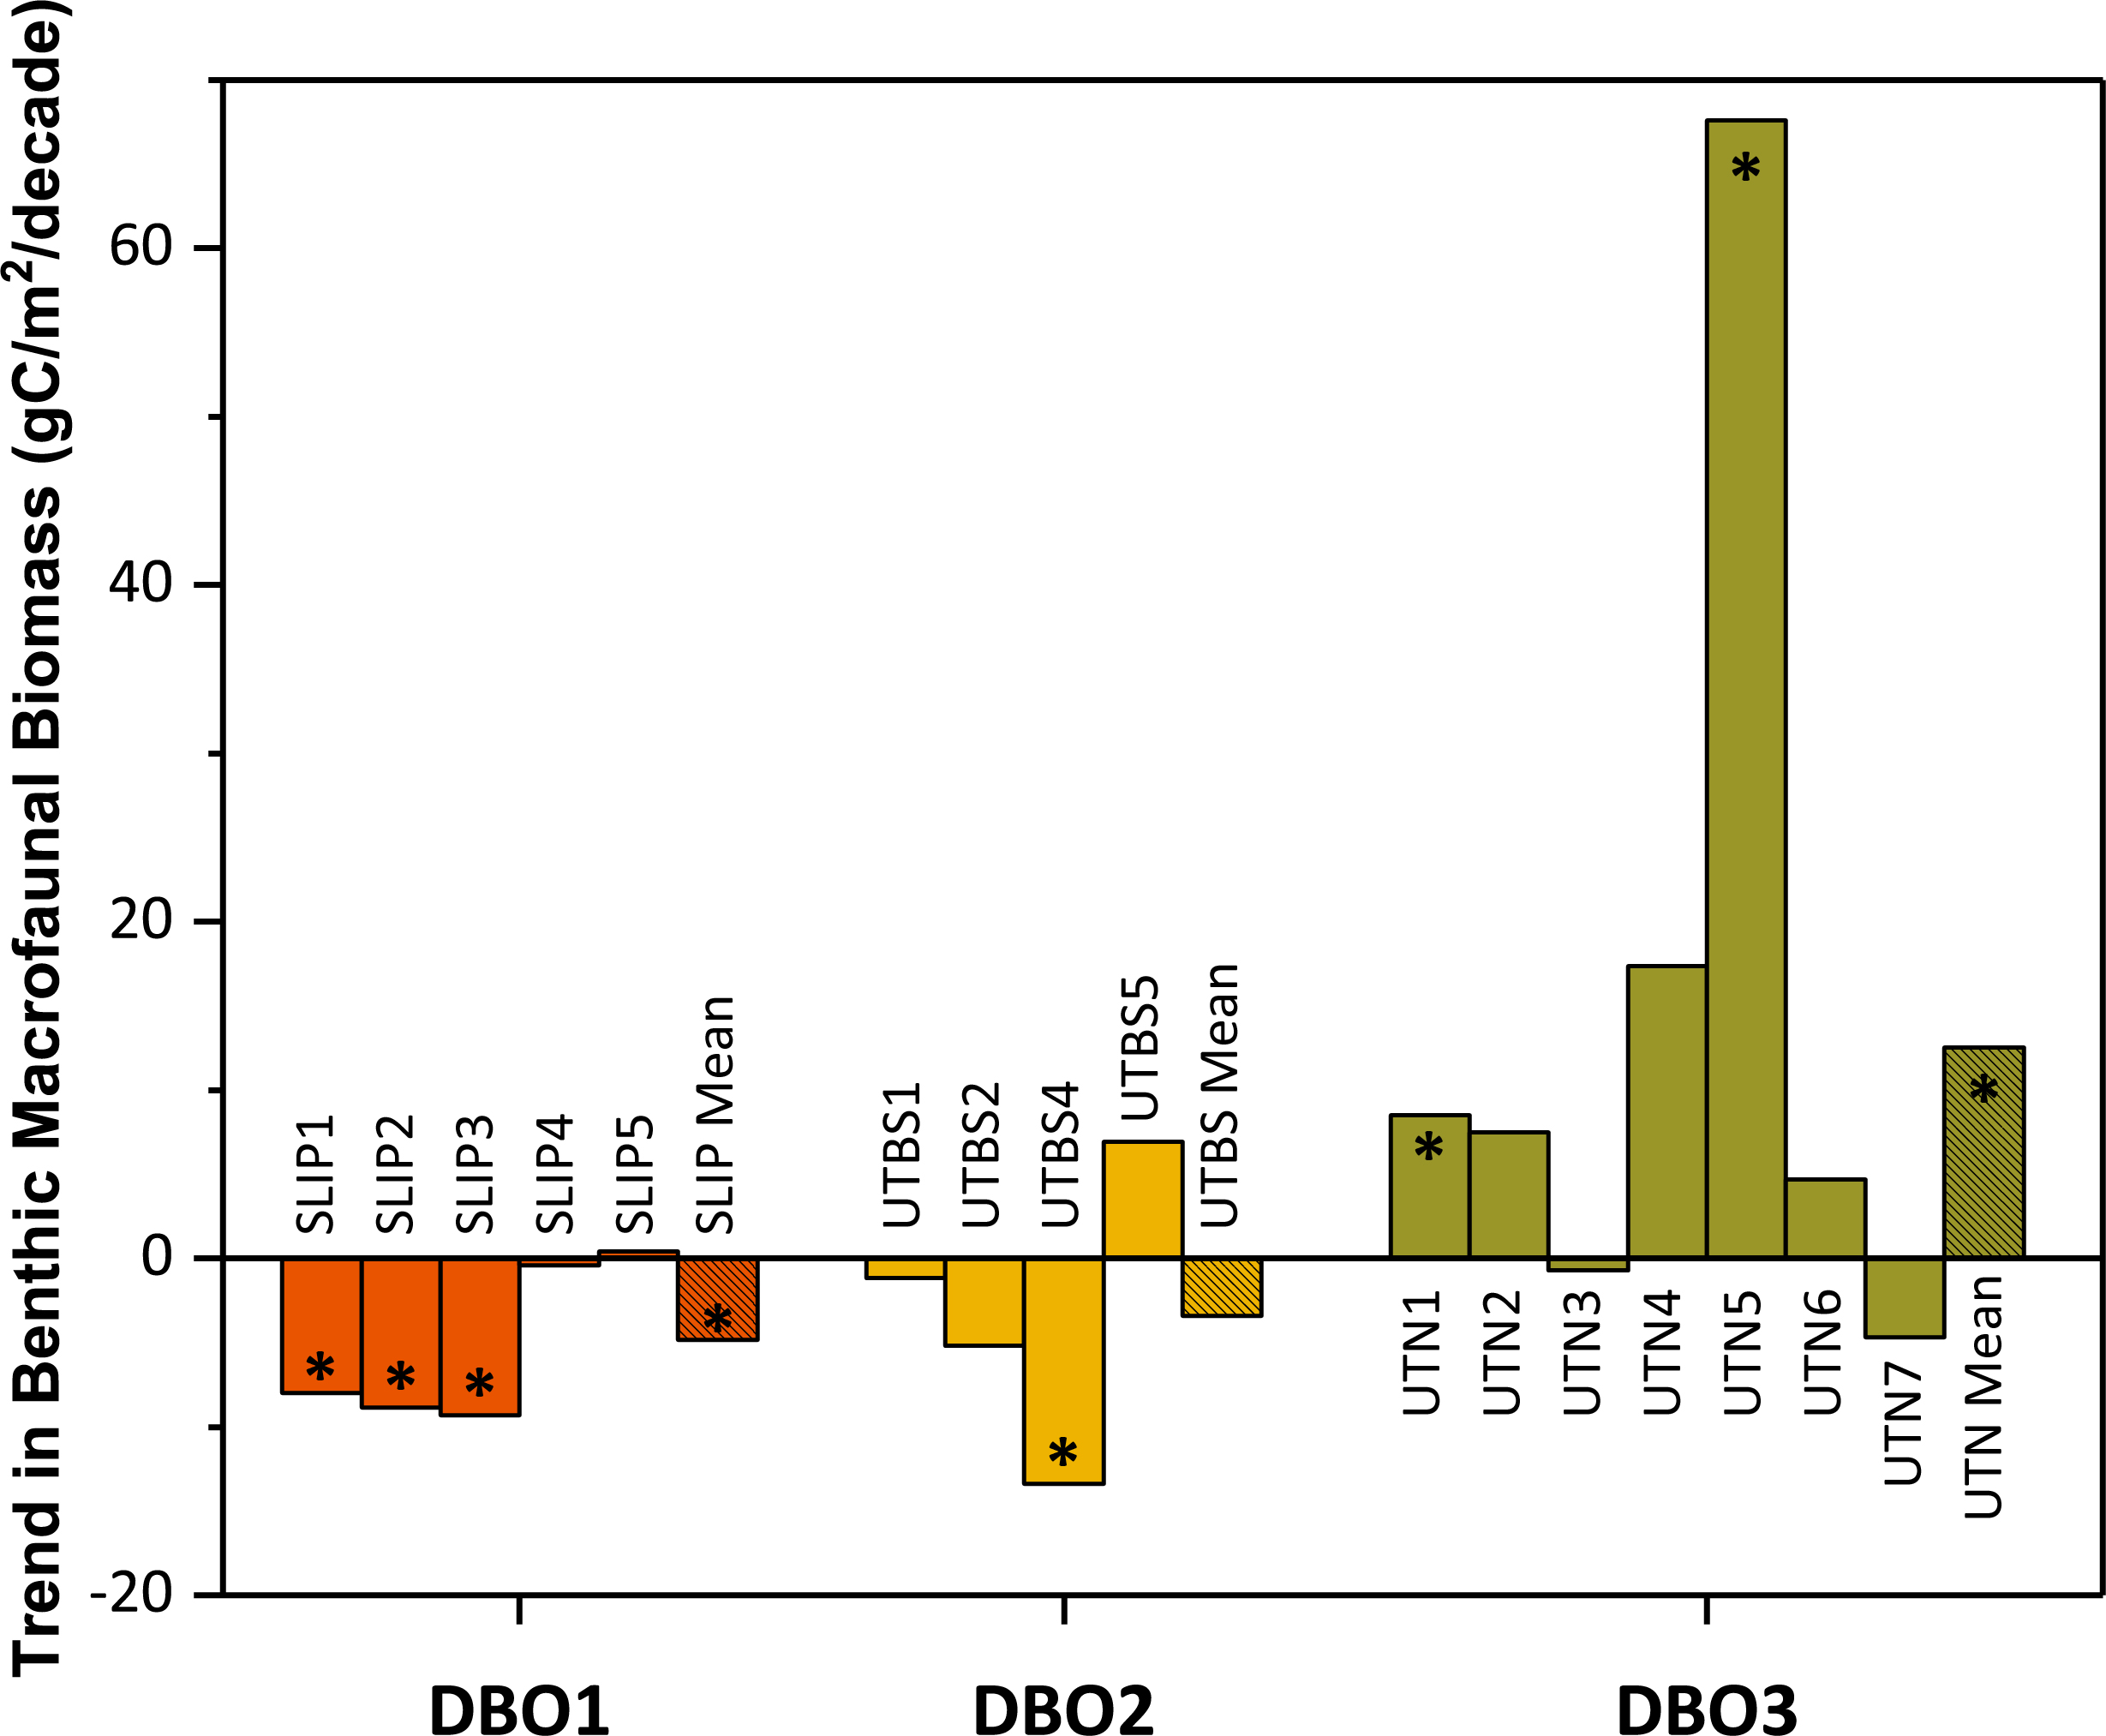 Trend in Benthic Macrofaunal Biomass (gC/m²/decade)
60
40
20
0
-20
SLIP1
SLIP2
SLIP3
SLIP4
SLIP5
SLIP Mean
UTBS1
UTBS2
UTBS4
UTBS5
UTBS Mean
UTN1
UTN2
UTN3
UTN4
UTN5
UTN6
UTN7
UTN Mean
*
*
*
*
*
*
*
*
DBO1
DBO2
DBO3